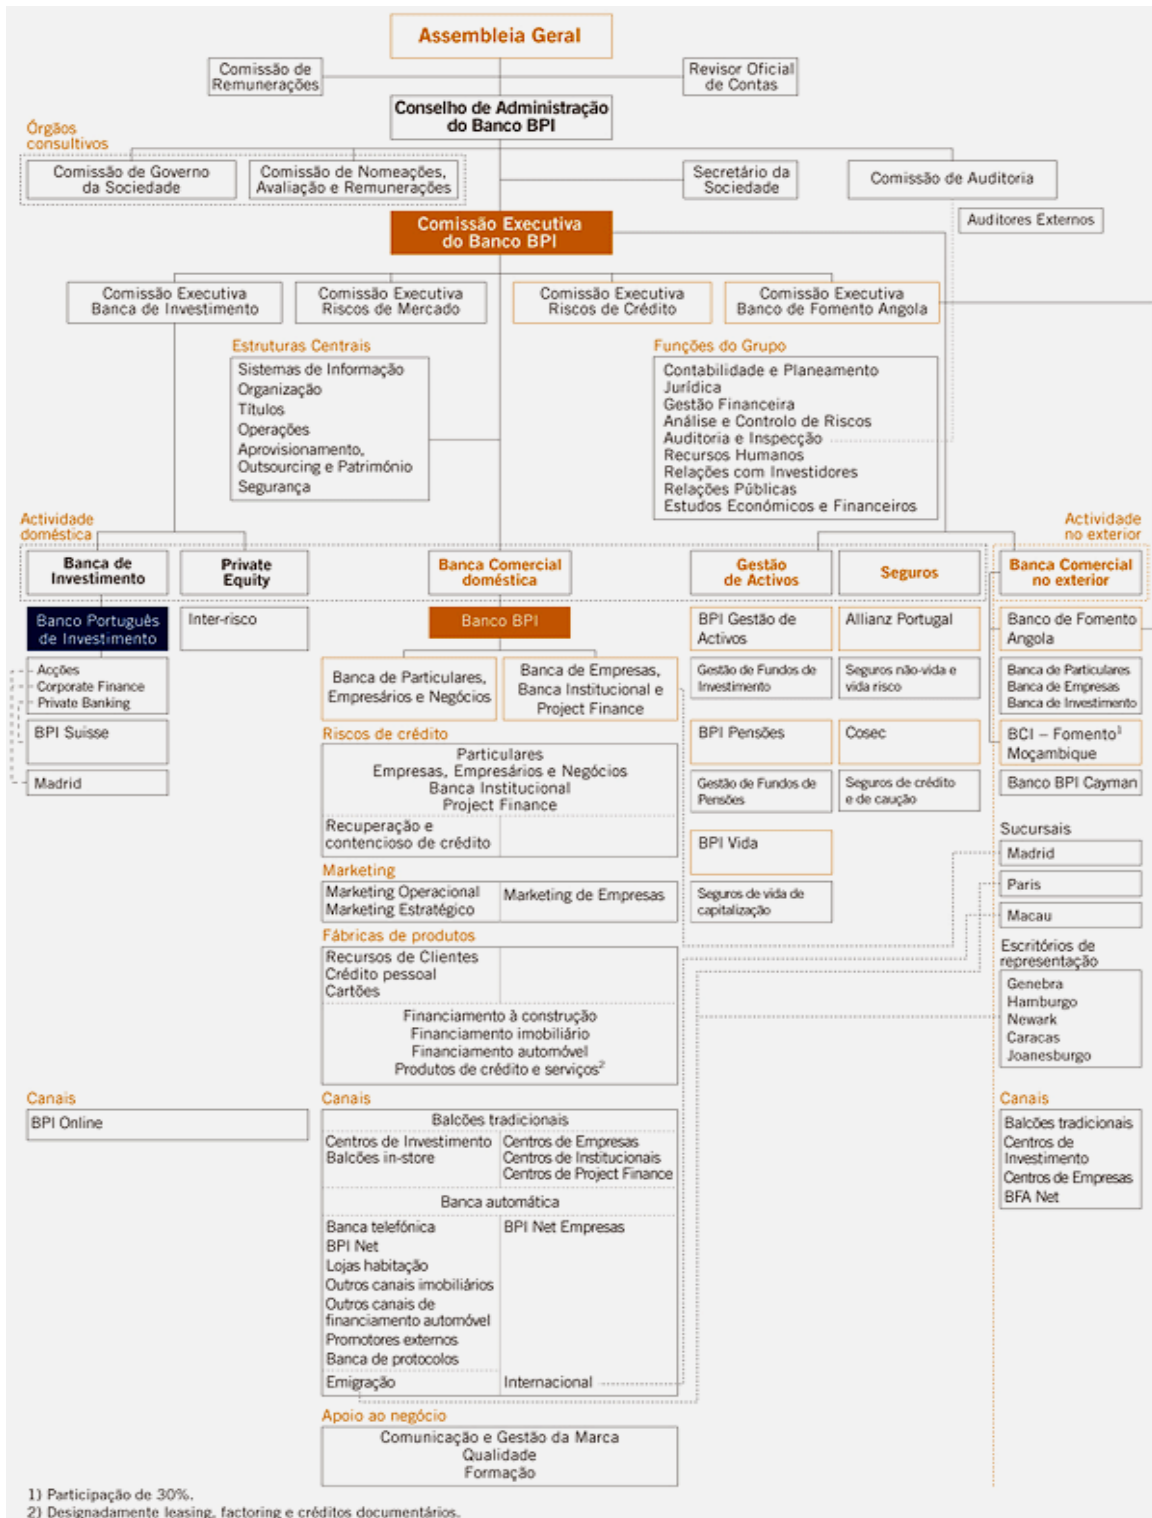 Assembleia Geral
Comissão de
Remunerações
Revisor Oficial
de Contas
Conselho de Administração
do Banco BPI
Órgãos
consultivos
Comissão de Governo
da Sociedade
Comissão de Nomeações,
Avaliação e Remunerações
Secretário da
Sociedade
Comissão de Auditoria
Auditores Externos
Comissão Executiva
do Banco BPI
Comissão Executiva
Banca de Investimento
Comissão Executiva
Riscos de Mercado
Comissão Executiva
Riscos de Crédito
Comissão Executiva
Banco de Fomento Angola
Estruturas Centrais
Sistemas de Informação
Organização
Títulos
Operações
Aprovisionamento,
Outsourcing e Património
Segurança
Funções do Grupo
Contabilidade e Planeamento
Jurídica
Gestão Financeira
Análise e Controlo de Riscos
Auditoria e Inspecção
Recursos Humanos
Relações com Investidores
Relações Públicas
Estudos Económicos e Financeiros
Actividade
doméstica
Actividade
no exterior
Banca de
Investimento
Private
Equity
Banca Comercial
doméstica
Gestão
de Activos
Seguros
Banca Comercial
no exterior
Banco Português
de Investimento
Acções
Corporate Finance
Private Banking
BPI Suisse
Madrid
Inter-risco
Banco BPI
Banca de Particulares,
Empresários e Negócios
Banca de Empresas,
Banca Institucional e
Project Finance
Riscos de crédito
Particulares
Empresas, Empresários e Negócios
Banca Institucional
Project Finance
Recuperação e
contencioso de crédito
Marketing
Marketing Operacional
Marketing Estratégico
Marketing de Empresas
Fábricas de produtos
Recursos de Clientes
Crédito pessoal
Cartões
Financiamento à construção
Financiamento imobiliário
Financiamento automóvel
Produtos de crédito e serviços2
BPI Gestão de
Activos
Gestão de Fundos de
Investimento
BPI Pensões
Gestão de Fundos de
Pensões
BPI Vida
Seguros de vida de
capitalização
Allianz Portugal
Seguros não-vida e
vida risco
Cosec
Seguros de crédito
e de caução
Banco de Fomento
Angola
Banca de Particulares
Banca de Empresas
Banca de Investimento
BCI – Fomento1
Moçambique
Banco BPI Cayman
Sucursais
Madrid
Paris
Macau
Escritórios de
representação
Genebra
Hamburgo
Newark
Caracas
Joanesburgo
Canais
BPI Online
Canais
Balcões tradicionais
Centros de Investimento
Balcões in-store
Centros de Empresas
Centros de Institucionais
Centros de Project Finance
Banca automática
Banca telefónica
BPI Net
Lojas habitação
Outros canais imobiliários
Outros canais de
financiamento automóvel
Promotores externos
Banca de protocolos
BPI Net Empresas
Emigração
Internacional
Canais
Balcões tradicionais
Centros de
Investimento
Centros de Empresas
BFA Net
Apoio ao negócio
Comunicação e Gestão da Marca
Qualidade
Formação
1) Participação de 30%.
2) Designadamente leasing, factoring e créditos documentários.